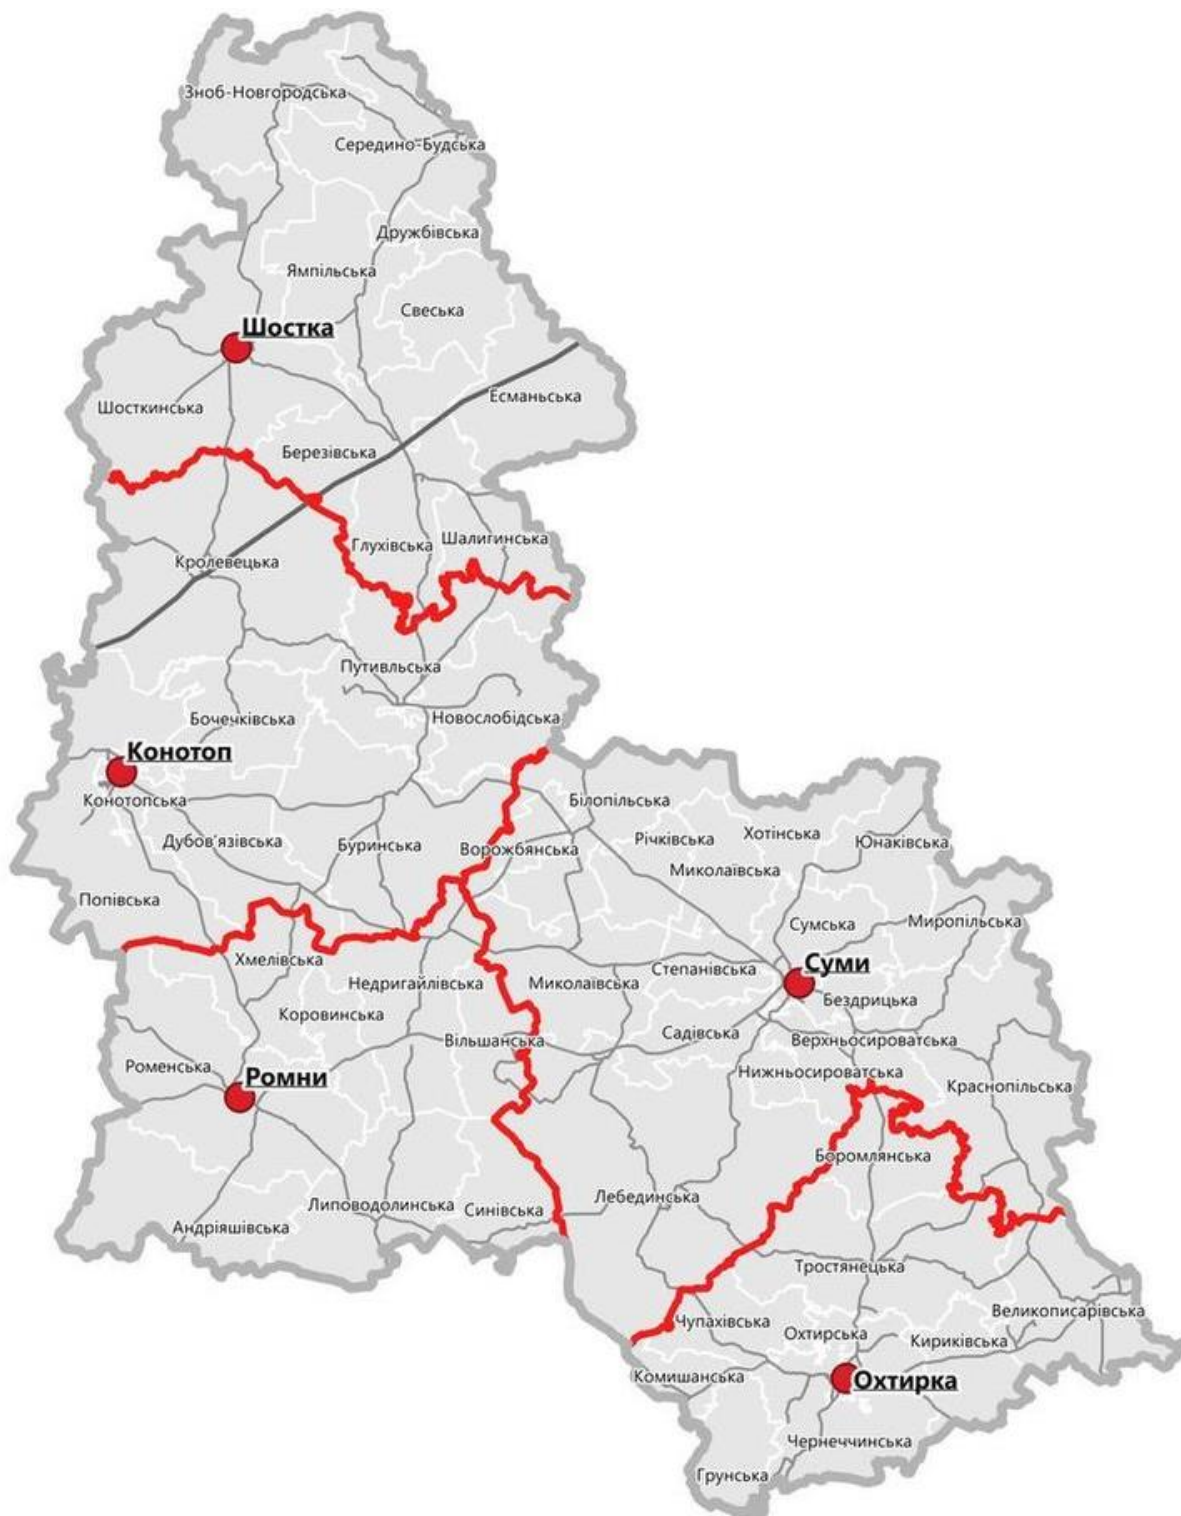 Зноб-Новгородська
Середино-Будська
Дружбівська
Ямпільська
Свеська
Шостка
Есманьська
Шосткинська
Березівська
Глухівська
Шалигинська
Кролевецька
Путивльська
Новослобідська
Бочечківська
Конотоп
Конотопська
Білопільська
Річківська
Хотінська
Юнаківська
Дубов'язівська
Буринська
Ворожбянська
Миколаївська
Попівська
Сумська
Миропільська
Хмелівська
Суми
Степанівська
Недригайлівська
Миколаївська
Бездрицька
Коровинська
Вільшанська
Садівська
Верхньосироватська
Роменська
Ромни
Нижньосироватська
Краснопільська
Боромлянська
Лебединська
Липоводолинська
Синівська
Андріяшівська
Тростянецька
Великописарівська
Чупахівська
Охтирська
Кириківська
Комишанська
Охтирка
Чернеччинська
Грунська